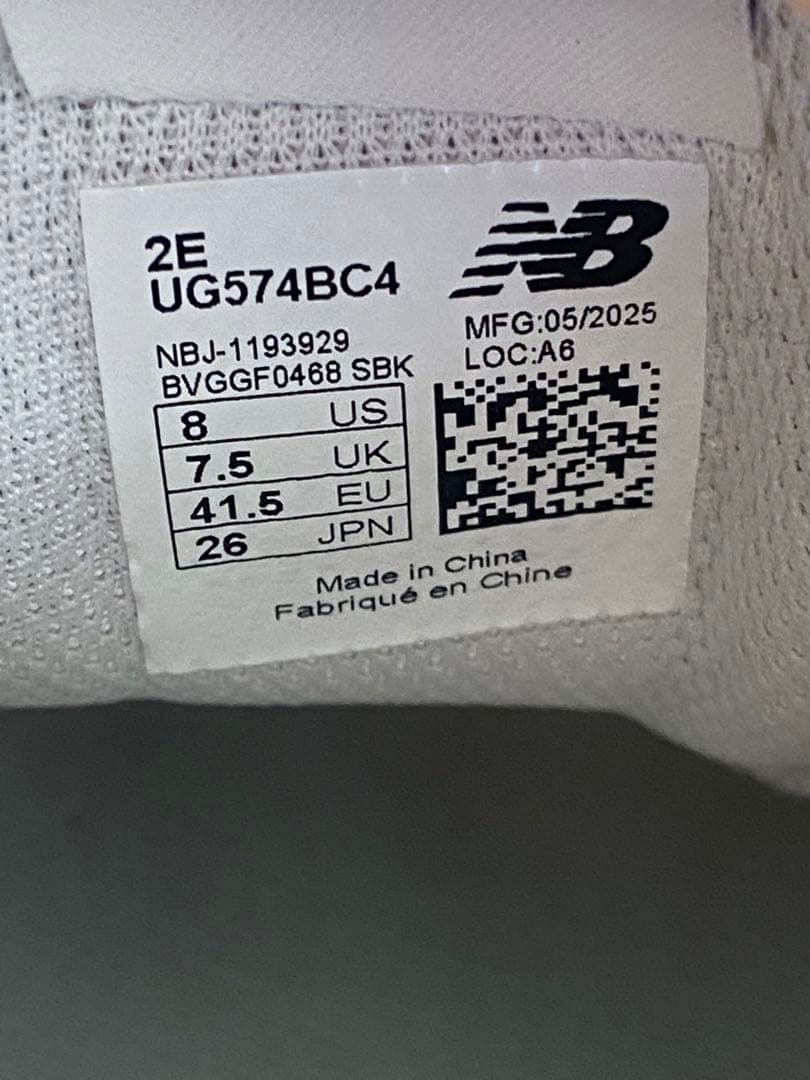 2E
UG574BC4
NB
MFG:05/2025
LOC:A6
NBJ-1193929
BVGGF0468 SBK
8 US
7.5 UK
41.5 EU
26 JPN
Made in China
Fabriqué en Chine